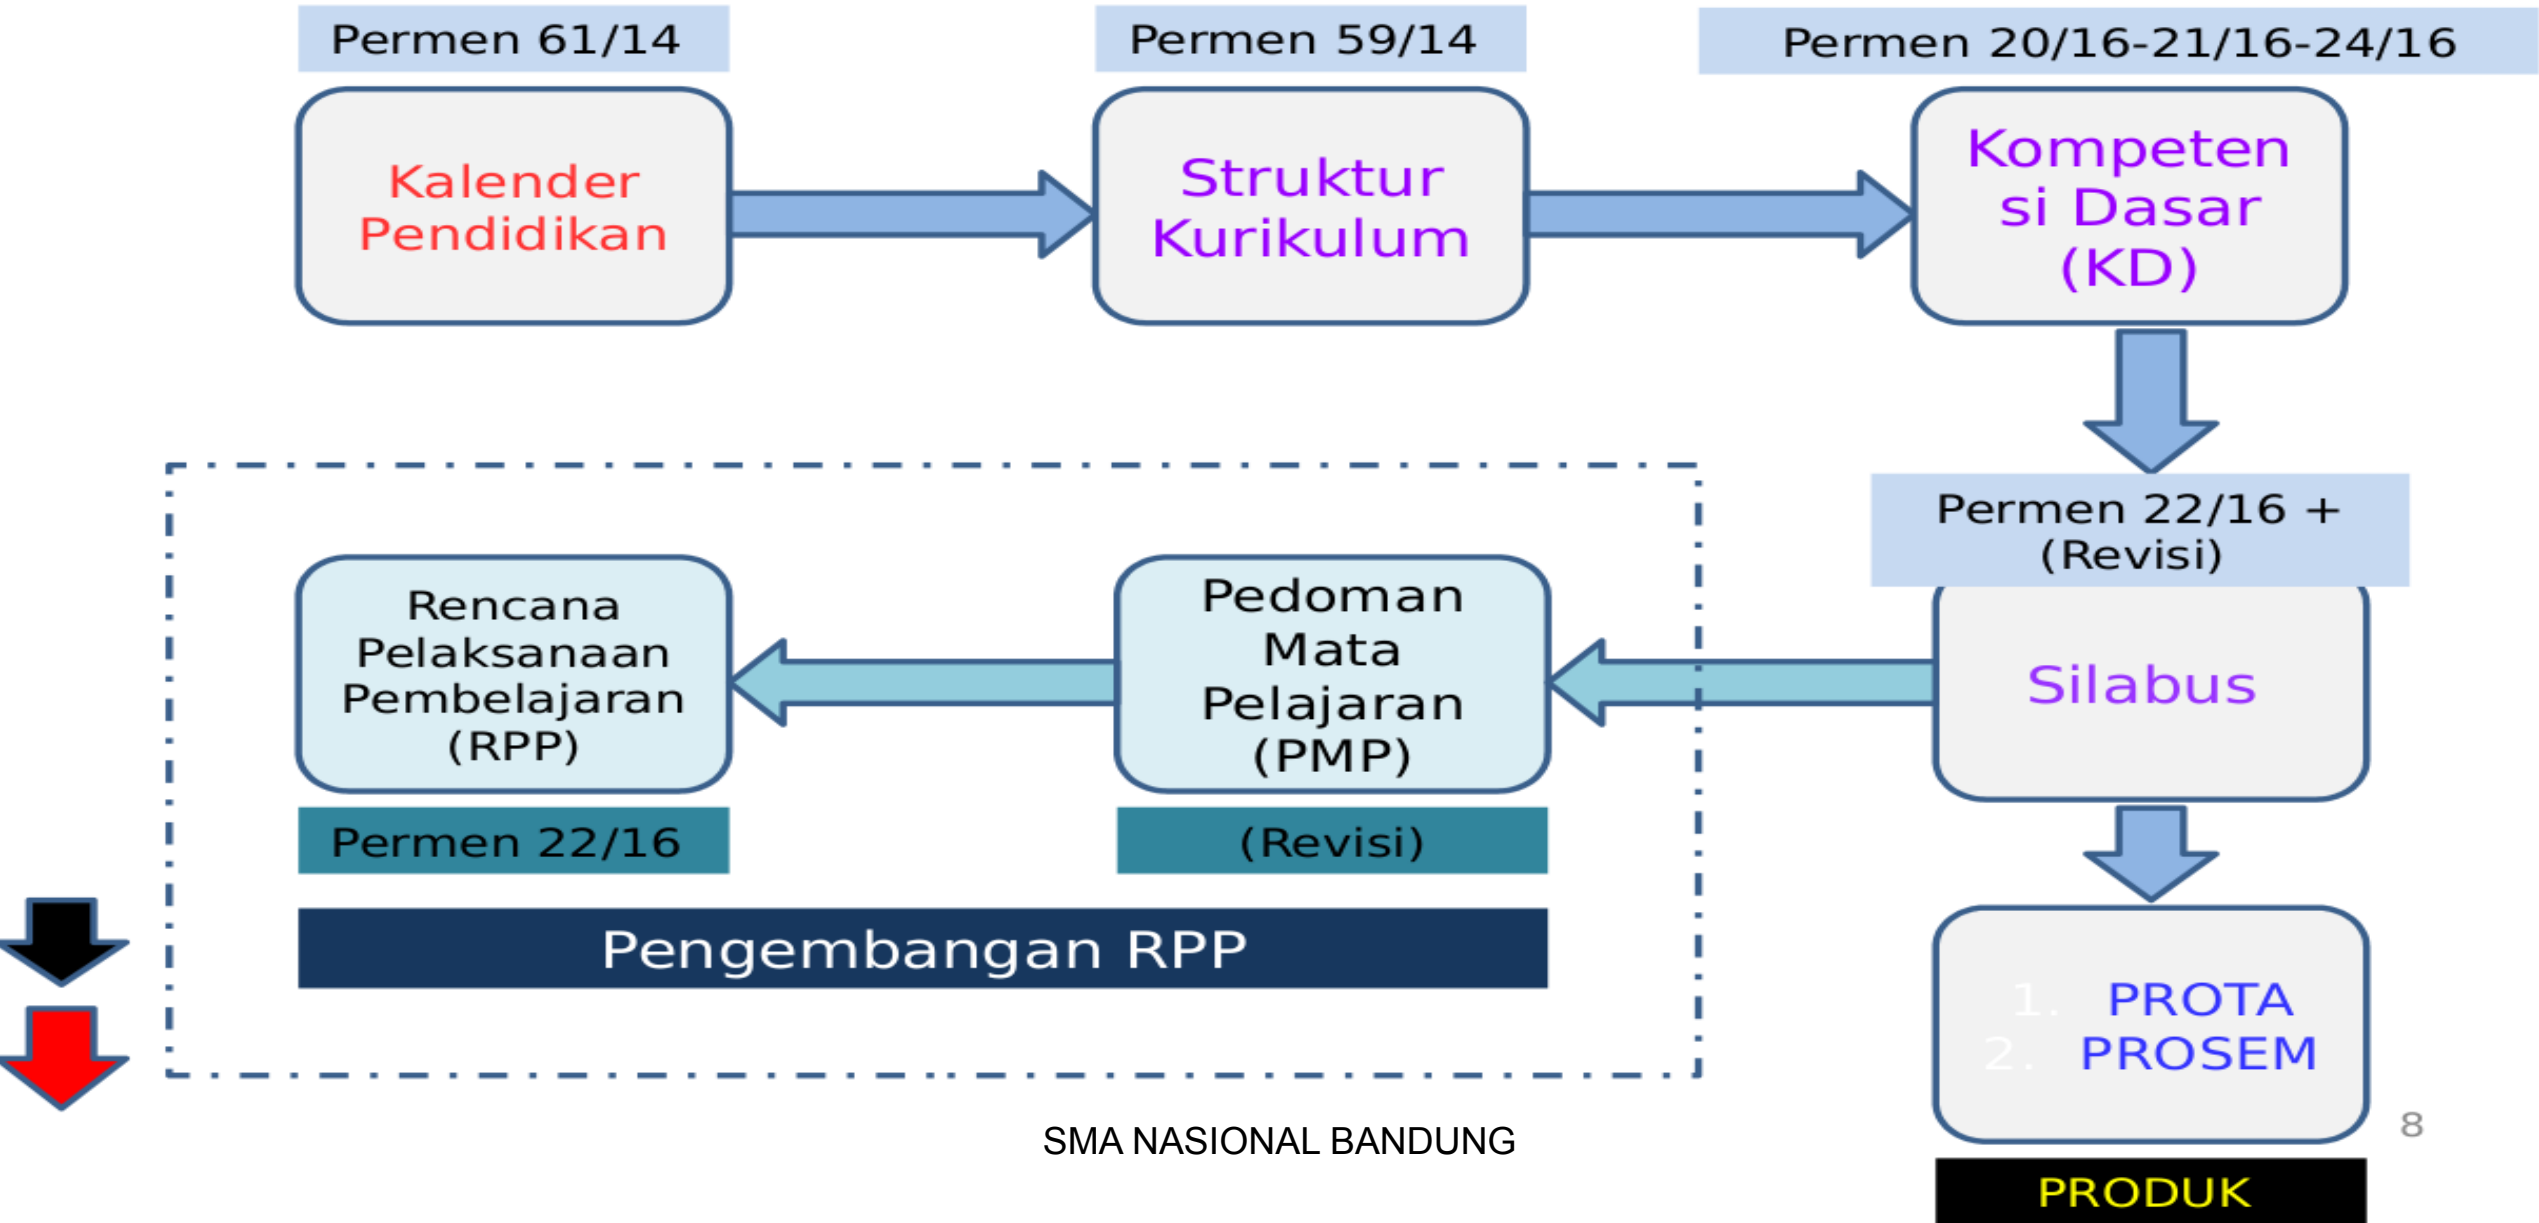 Permen 61/14
Permen 59/14
Permen 20/16-21/16-24/16
Kalender
Pendidikan
Struktur
Kurikulum
Kompeten
si Dasar
(KD)
Permen 22/16 +
(Revisi)
Silabus
Pedoman
Mata
Pelajaran
(PMP)
(Revisi)
Rencana
Pelaksanaan
Pembelajaran
(RPP)
Permen 22/16
Pengembangan RPP
1. PROTA
2. PROSEM
PRODUK
SMA NASIONAL BANDUNG
8